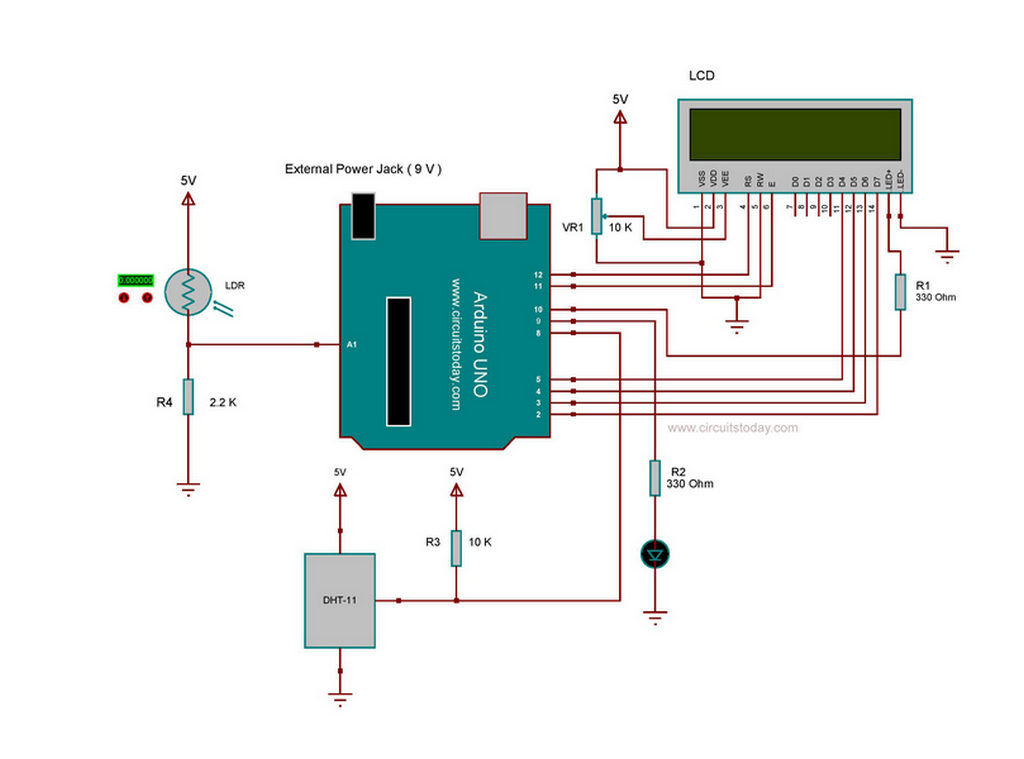 LCD
5V
VSS
VDD
VEE
RS
RW
E
D0
D1
D2
D3
D4
D5
D6
D7
LED+
LED-
1
2
3
4
5
6
7
8
9
10
11
12
13
14
External Power Jack ( 9 V )
5V
VR1
10 K
LDR
12
11
10
9
8
5
4
3
2
A1
Arduino UNO
www.circuitstoday.com
R1
330 Ohm
R4
2.2 K
www.circuitstoday.com
5V
5V
R2
330 Ohm
R3
10 K
DHT-11